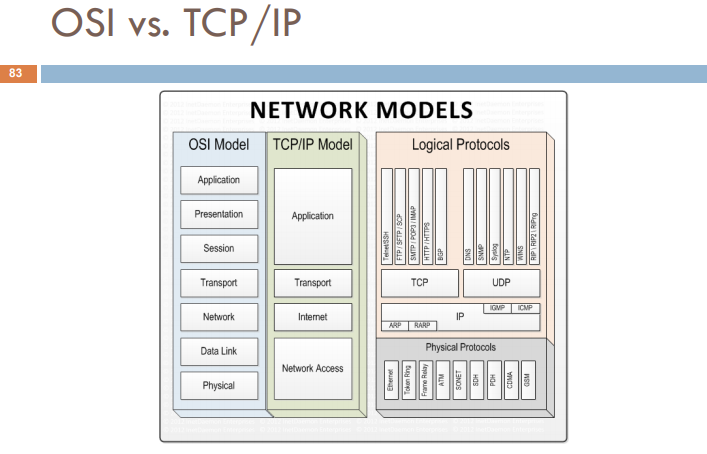 OSI vs. TCP/IP
83
NETWORK MODELS
OSI Model
Application
Presentation
Session
Transport
Network
Data Link
Physical
TCP/IP Model
Application
Transport
Internet
Network Access
Logical Protocols
Telnet/SSH
FTP / SFTP / SCP
SMTP / POP3 / IMAP
HTTP / HTTPS
BGP
DNS
SNMP
Syslog
NTP
WINS
RIP \ RIP2 \ RIPng
TCP
UDP
IP
IGMP
ICMP
ARP
RARP
Physical Protocols
Ethernet
Token Ring
Frame Relay
ATM
SONET
SDH
PDH
CDMA
GSM